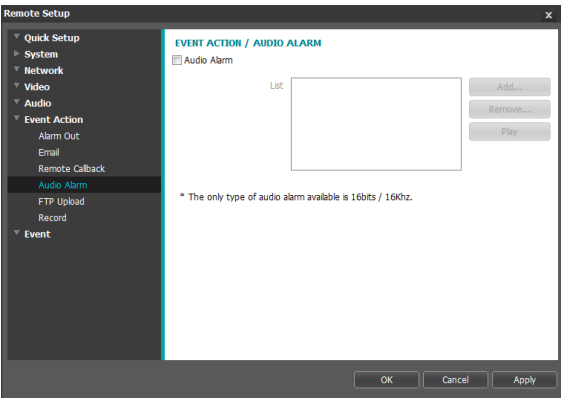 Remote Setup
x
Quick Setup
System
Network
Video
Audio
Event Action
Alarm Out
Email
Remote Callback
Audio Alarm
FTP Upload
Record
Event
EVENT ACTION / AUDIO ALARM
Audio Alarm
List
Add...
Remove...
Play
* The only type of audio alarm available is 16bits / 16Khz.
OK
Cancel
Apply